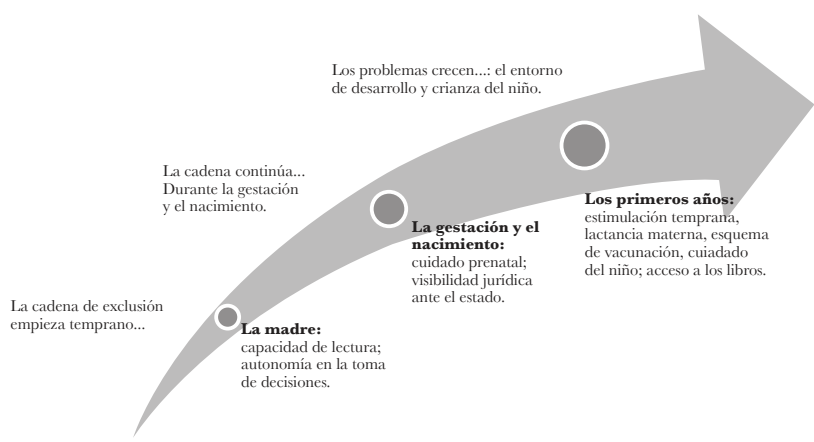 Los problemas crecen...: el entorno
de desarrollo y crianza del niño.
La cadena continúa...
Durante la gestación
y el nacimiento.
Los primeros años:
estimulación temprana,
lactancia materna, esquema
de vacunación, cuiadado
del niño; acceso a los libros.
La gestación y el
nacimiento:
cuidado prenatal;
visibilidad jurídica
ante el estado.
La cadena de exclusión
empieza temprano...
La madre:
capacidad de lectura;
autonomía en la toma
de decisiones.